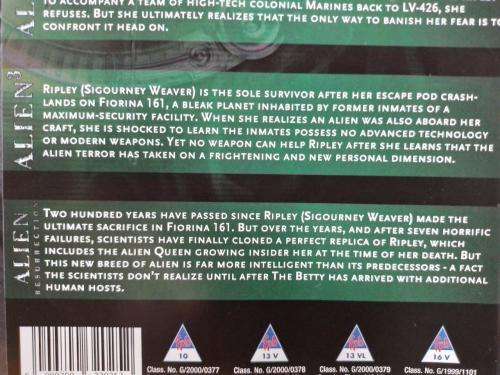 TO ACCOMPANY A TEAM OF HIGH-TECH COLONIAL MARINES BACK TO LV-426, SHE
REFUSES. BUT SHE ULTIMATELY REALIZES THAT THE ONLY WAY TO BANISH HER FEAR IS TO
CONFRONT IT HEAD ON.
ALIEN³
RIPLEY (SIGOURNEY WEAVER) IS THE SOLE SURVIVOR AFTER HER ESCAPE POD CRASH-
LANDS ON FIORINA 161, A BLEAK PLANET INHABITED BY FORMER INMATES OF A
MAXIMUM-SECURITY FACILITY. WHEN SHE REALIZES AN ALIEN WAS ALSO ABOARD HER
CRAFT, SHE IS SHOCKED TO LEARN THE INMATES POSSESS NO ADVANCED TECHNOLOGY
OR MODERN WEAPONS. YET NO WEAPON CAN HELP RIPLEY AFTER SHE LEARNS THAT THE
ALIEN TERROR HAS TAKEN ON A FRIGHTENING AND NEW PERSONAL DIMENSION.
ALIEN
RESURRECTION
TWO HUNDRED YEARS HAVE PASSED SINCE RIPLEY (SIGOURNEY WEAVER) MADE THE
ULTIMATE SACRIFICE IN FIORINA 161. BUT OVER THE YEARS, AND AFTER SEVEN HORRIFIC
FAILURES, SCIENTISTS HAVE FINALLY CLONED A PERFECT REPLICA OF RIPLEY, WHICH
INCLUDES THE ALIEN QUEEN GROWING INSIDE HER AT THE TIME OF HER DEATH. BUT
THIS NEW BREED OF ALIEN IS FAR MORE INTELLIGENT THAN ITS PREDECESSORS - A FACT
THE SCIENTISTS DON'T REALIZE UNTIL AFTER THE BETTY HAS ARRIVED WITH ADDITIONAL
HUMAN HOSTS.
10
13 V
13 VL
16 V
Class. No. G/2000/0377
Class. No. G/2000/0378
Class. No. G/2000/0379
Class. No. G/1999/1101